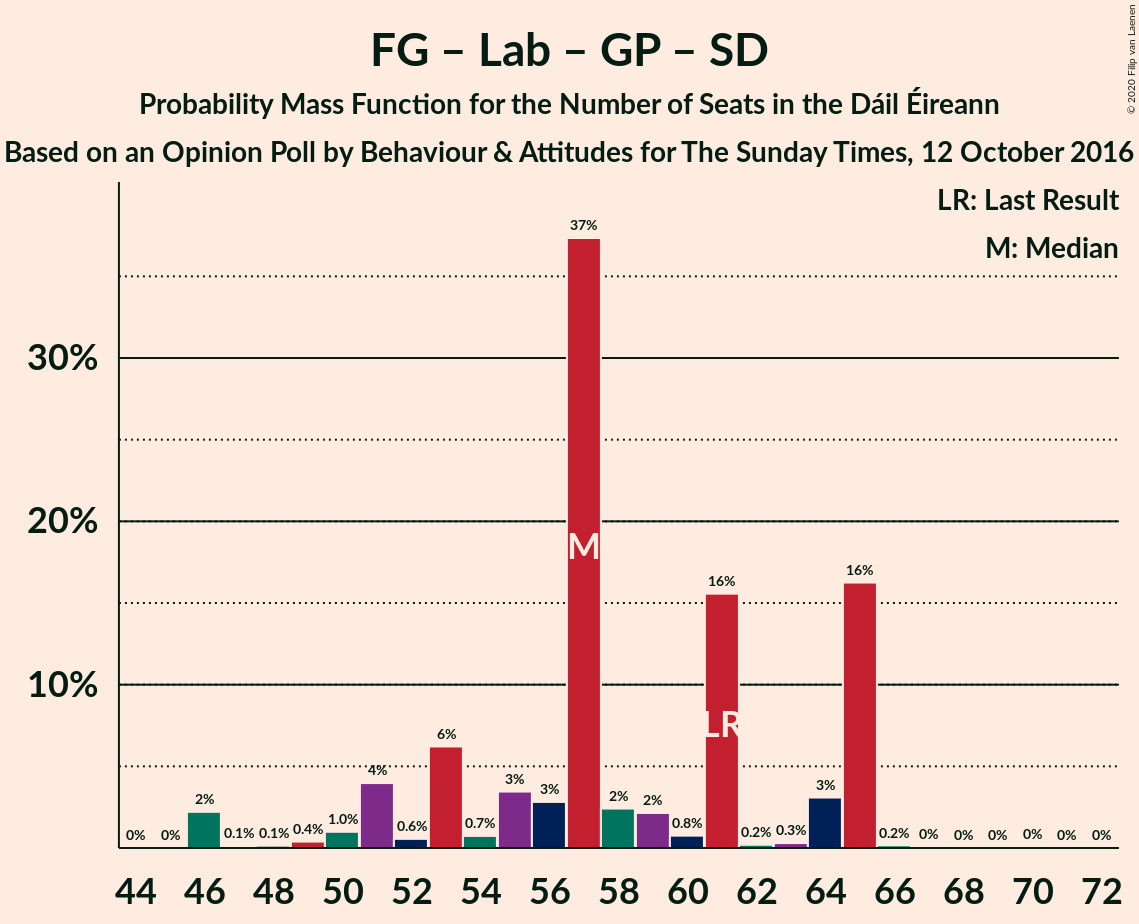 FG – Lab – GP – SD
Probability Mass Function for the Number of Seats in the Dáil Éireann
Based on an Opinion Poll by Behaviour & Attitudes for The Sunday Times, 12 October 2016
© 2020 Filip van Laenen
LR: Last Result
M: Median
37%
30%
20%
M
16% 16%
10%
LR
0% 0% 2% 0.1% 0.1% 0.4% 1.0% 4% 0.6% 6% 0.7% 3% 3% 2% 2% 0.8% 0.2% 0.3% 3% 0.2% 0% 0% 0% 0% 0% 0%
44 46 48 50 52 54 56 58 60 62 64 66 68 70 72